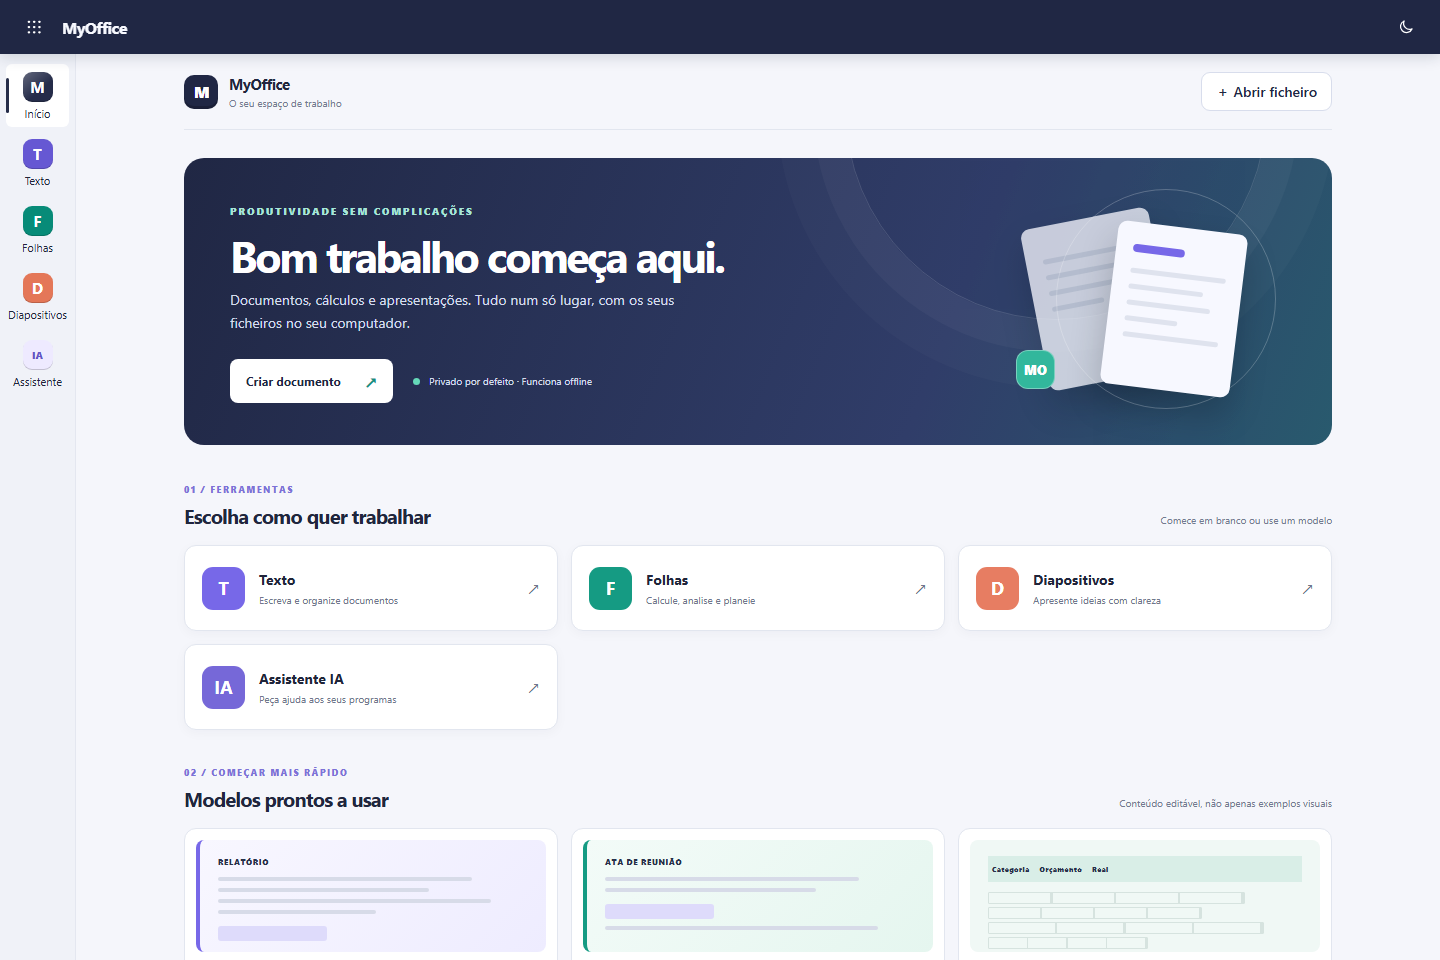 MyOffice
M
Início
T
Texto
F
Folhas
D
Diapositivos
IA
Assistente
M
MyOffice
O seu espaço de trabalho
+ Abrir ficheiro
PRODUTIVIDADE SEM COMPLICAÇÕES
Bom trabalho começa aqui.
Documentos, cálculos e apresentações. Tudo num só lugar, com os seus
ficheiros no seu computador.
Criar documento ↗
Privado por defeito · Funciona offline
MO
01 / FERRAMENTAS
Escolha como quer trabalhar
Comece em branco ou use um modelo
T
Texto
Escreva e organize documentos
↗
F
Folhas
Calcule, analise e planeie
↗
D
Diapositivos
Apresente ideias com clareza
↗
IA
Assistente IA
Peça ajuda aos seus programas
↗
02 / COMEÇAR MAIS RÁPIDO
Modelos prontos a usar
Conteúdo editável, não apenas exemplos visuais
RELATÓRIO
ATA DE REUNIÃO
Categoria Orçamento Real